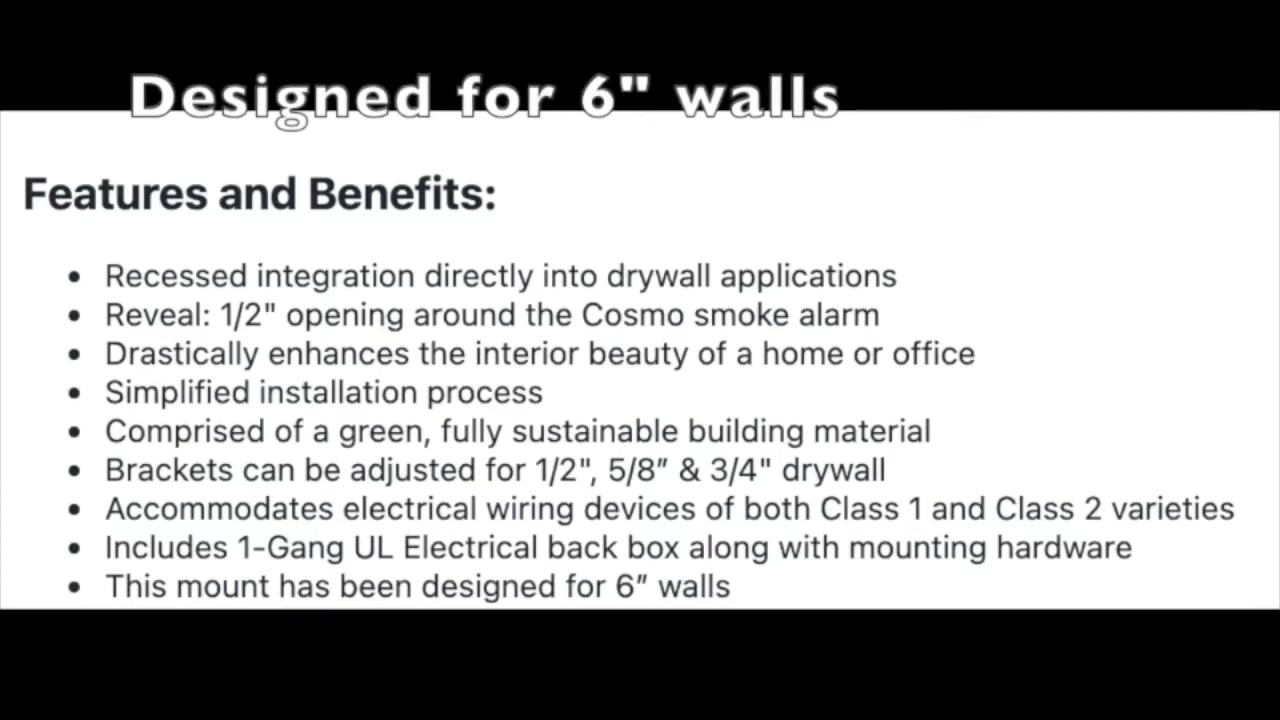 Designed for 6" walls
Features and Benefits:
• Recessed integration directly into drywall applications
• Reveal: 1/2" opening around the Cosmo smoke alarm
• Drastically enhances the interior beauty of a home or office
• Simplified installation process
• Comprised of a green, fully sustainable building material
• Brackets can be adjusted for 1/2", 5/8” & 3/4" drywall
• Accommodates electrical wiring devices of both Class 1 and Class 2 varieties
• Includes 1-Gang UL Electrical back box along with mounting hardware
• This mount has been designed for 6” walls